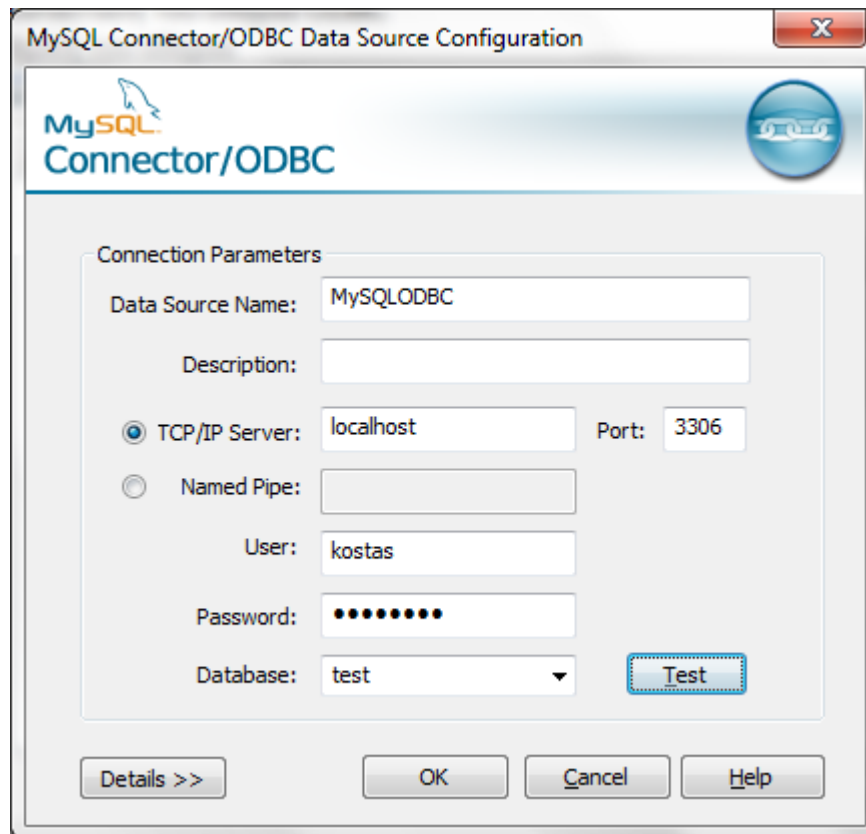 MySQL Connector/ODBC Data Source Configuration
MySQL
Connector/ODBC
Connection Parameters
Data Source Name: MySQLODBC
Description:
TCP/IP Server: localhost Port: 3306
Named Pipe:
User: kostas
Password: ••••••••
Database: test Test
Details >> OK Cancel Help